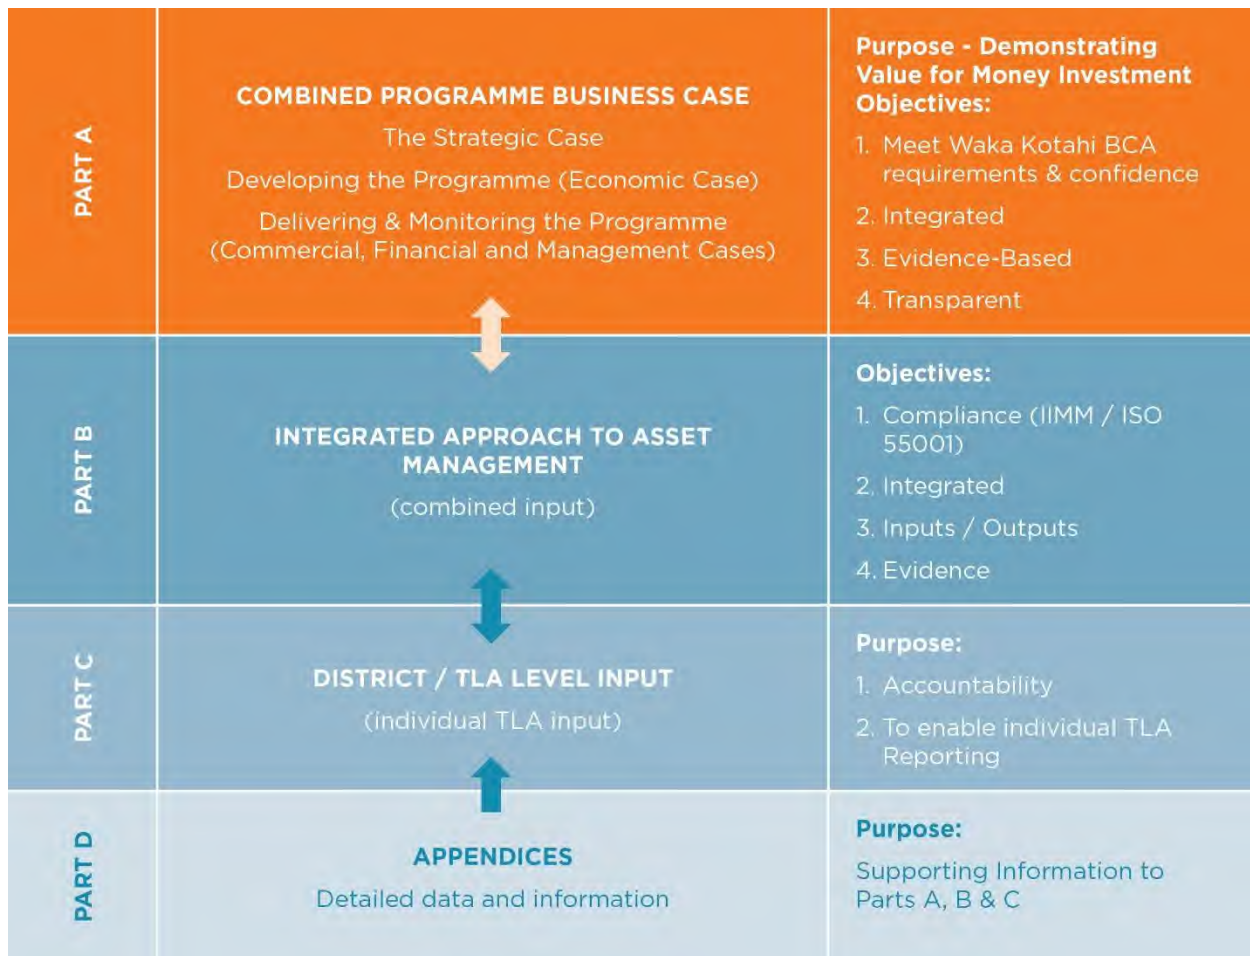 PART A
COMBINED PROGRAMME BUSINESS CASE
The Strategic Case
Developing the Programme (Economic Case)
Delivering & Monitoring the Programme
(Commercial, Financial and Management Cases)
Purpose - Demonstrating
Value for Money Investment
Objectives:
1. Meet Waka Kotahi BCA
requirements & confidence
2. Integrated
3. Evidence-Based
4. Transparent
PART B
INTEGRATED APPROACH TO ASSET
MANAGEMENT
(combined input)
Objectives:
1. Compliance (IIMM / ISO
55001)
2. Integrated
3. Inputs / Outputs
4. Evidence
PART C
DISTRICT / TLA LEVEL INPUT
(individual TLA input)
Purpose:
1. Accountability
2. To enable individual TLA
Reporting
PART D
APPENDICES
Detailed data and information
Purpose:
Supporting Information to
Parts A, B & C